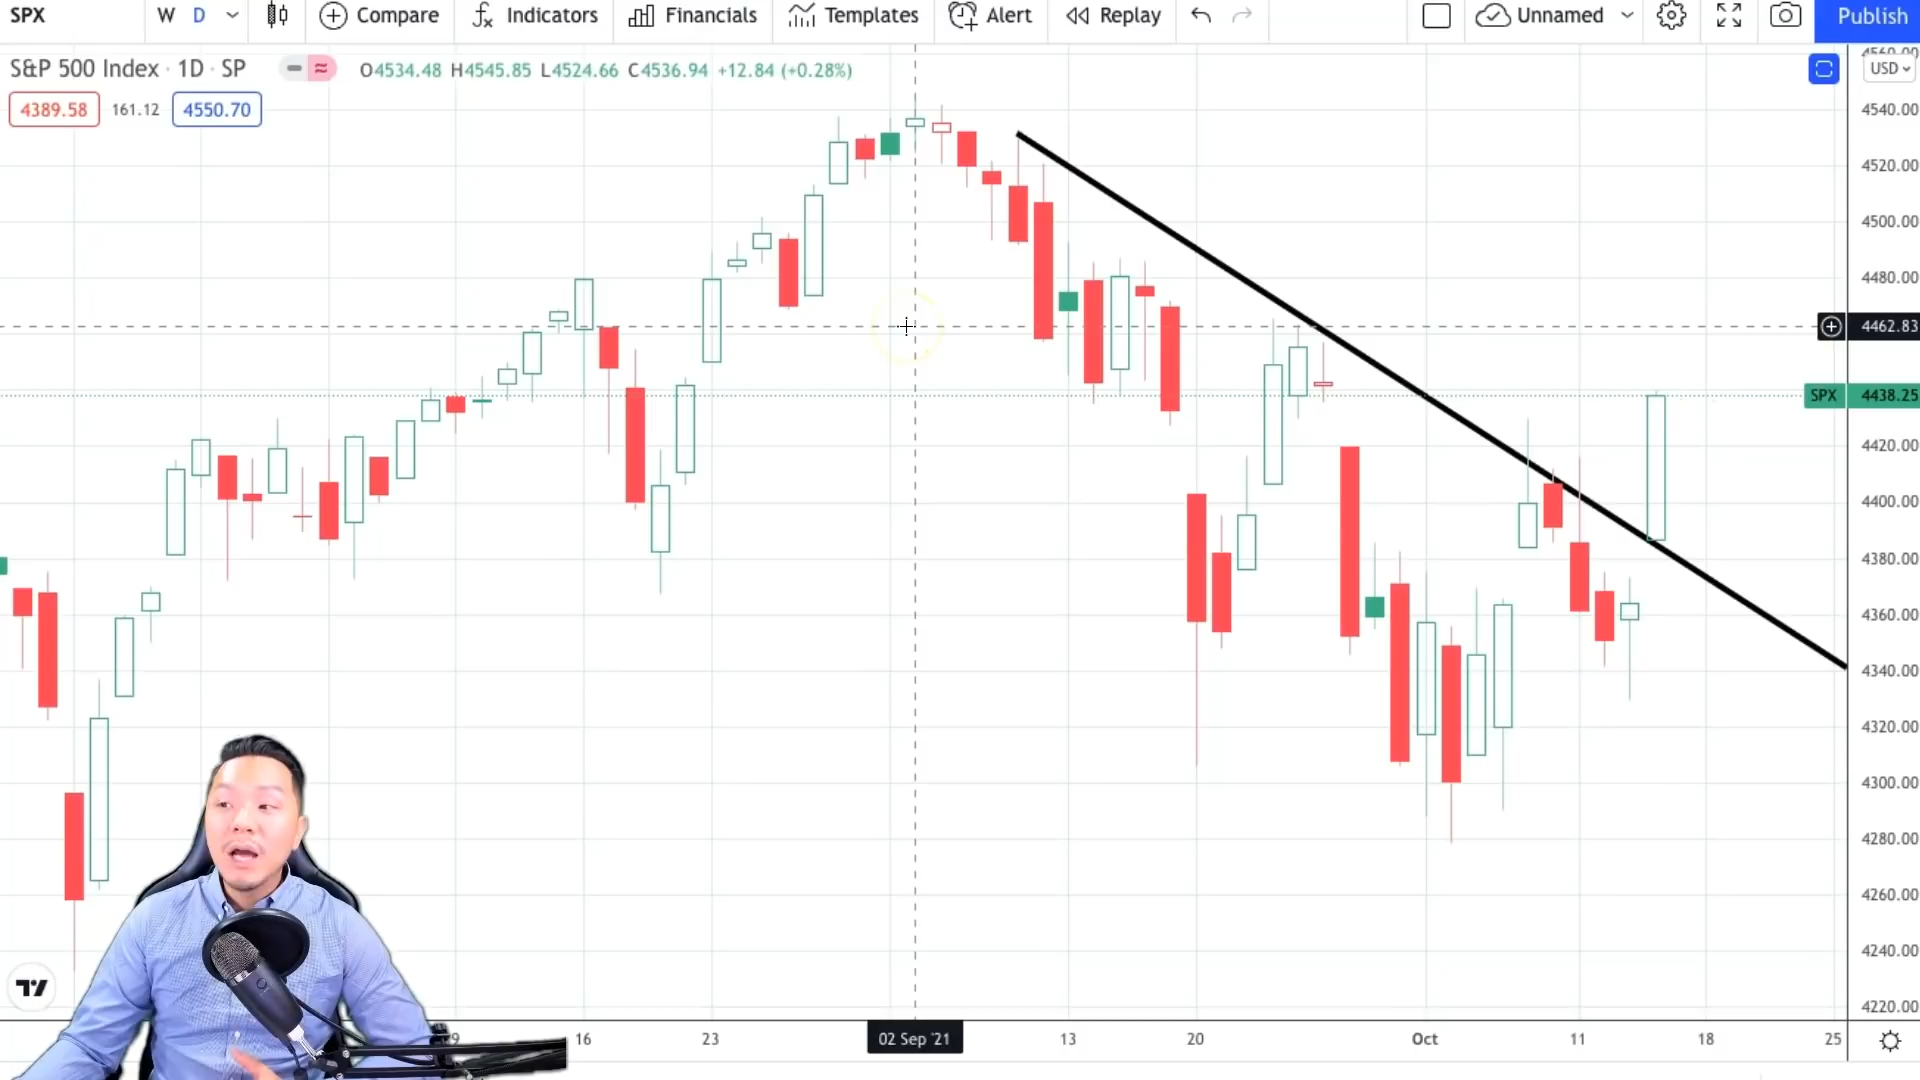 SPX W D Compare Indicators Financials Templates Alert Replay Unnamed Publish
S&P 500 Index · 1D · SP O4534.48 H4545.85 L4524.66 C4536.94 +12.84 (+0.28%)
USD
4389.58 161.12 4550.70
4540.00
4520.00
4500.00
4480.00
4462.83
SPX 4438.25
4420.00
4400.00
4380.00
4360.00
4340.00
4320.00
4300.00
4280.00
4260.00
4240.00
4220.00
16 23 02 Sep '21 13 20 Oct 11 18 25